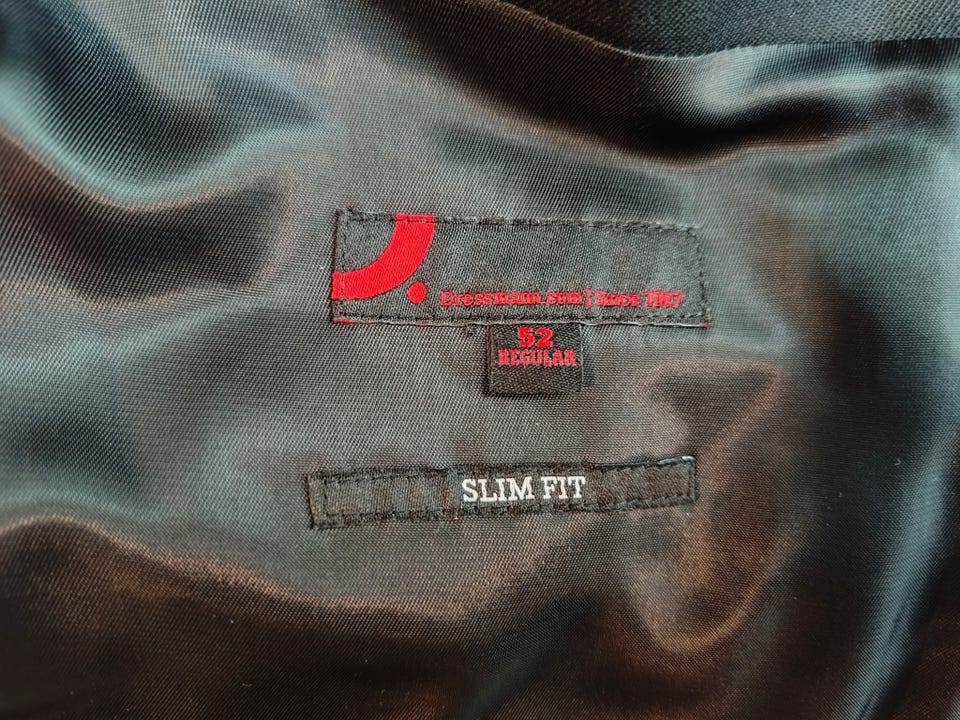 Dressmann.com | Since 1967
52
REGULAR
SLIM FIT